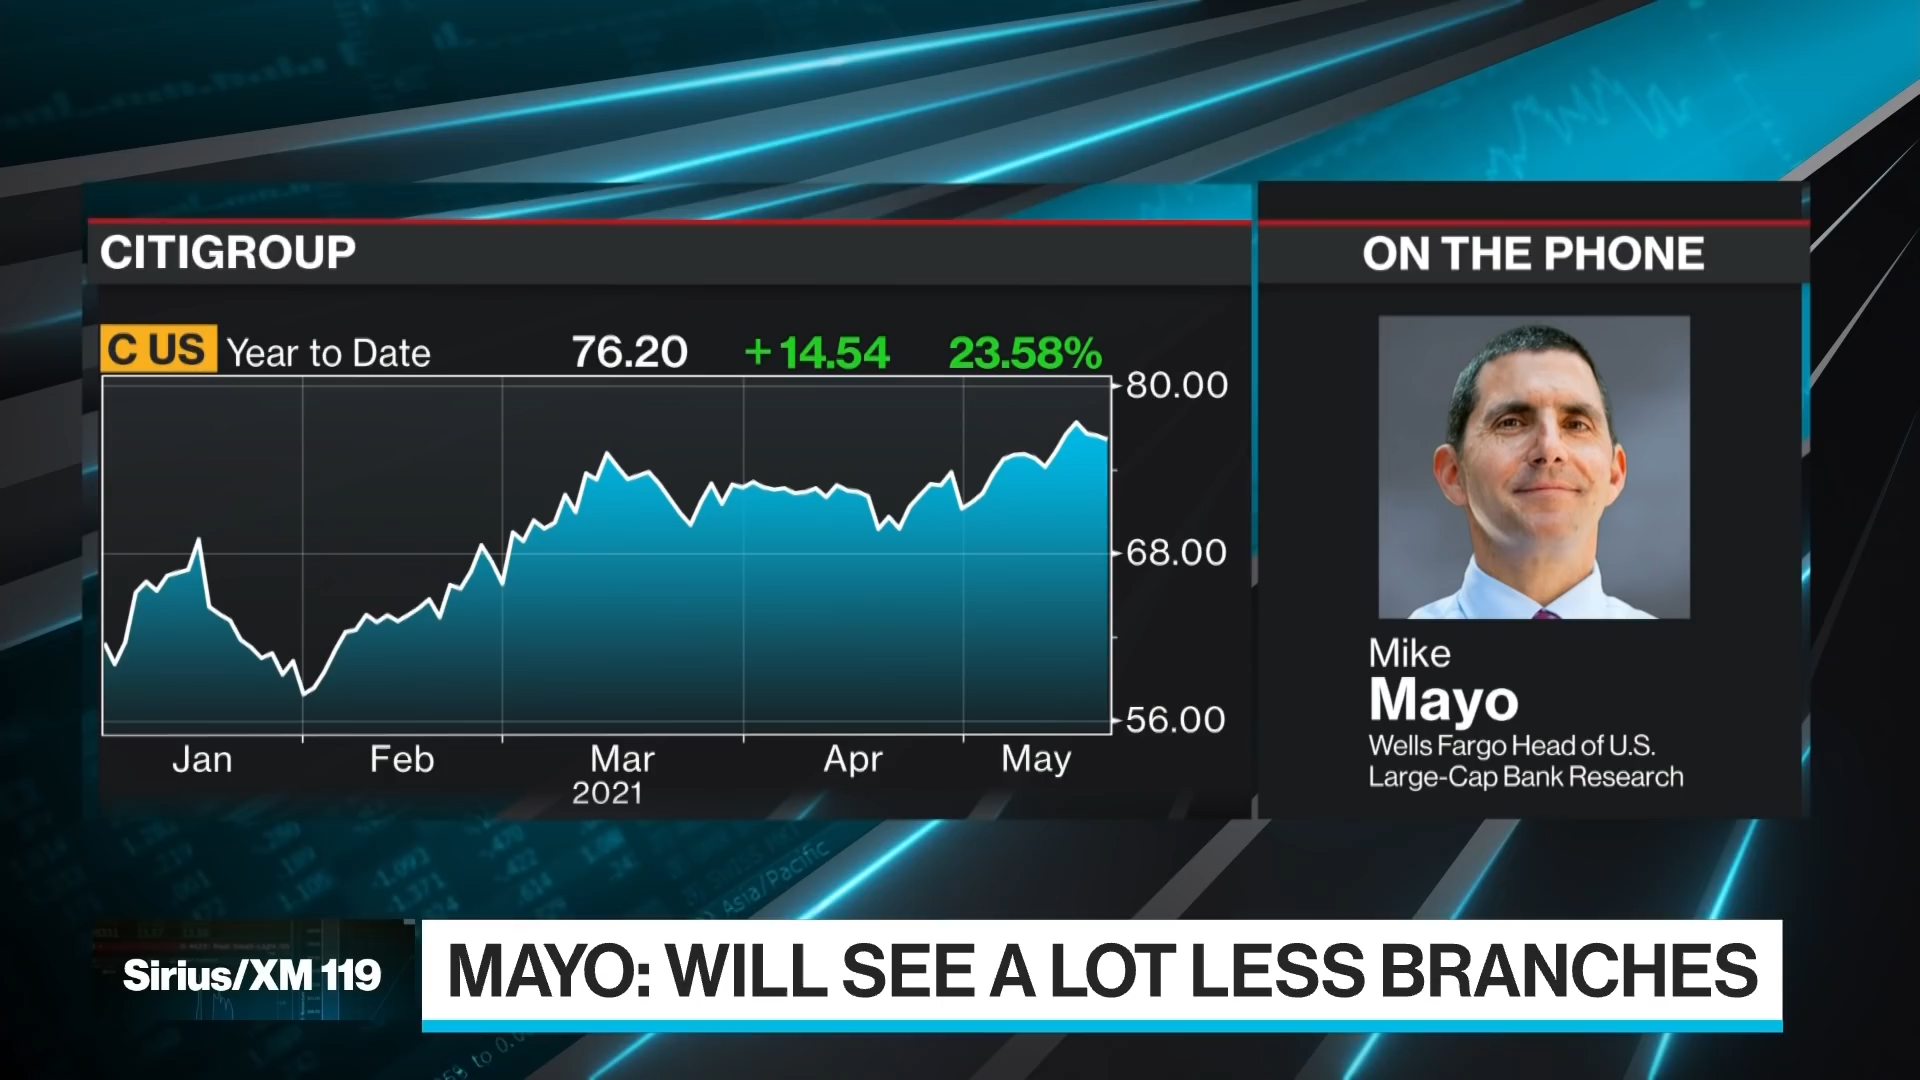 CITIGROUP
C US Year to Date 76.20 +14.54 23.58%
80.00
68.00
56.00
Jan Feb Mar Apr May
2021
ON THE PHONE
Mike
Mayo
Wells Fargo Head of U.S.
Large-Cap Bank Research
Asia/Pacific
Sirius/XM 119
MAYO: WILL SEE A LOT LESS BRANCHES